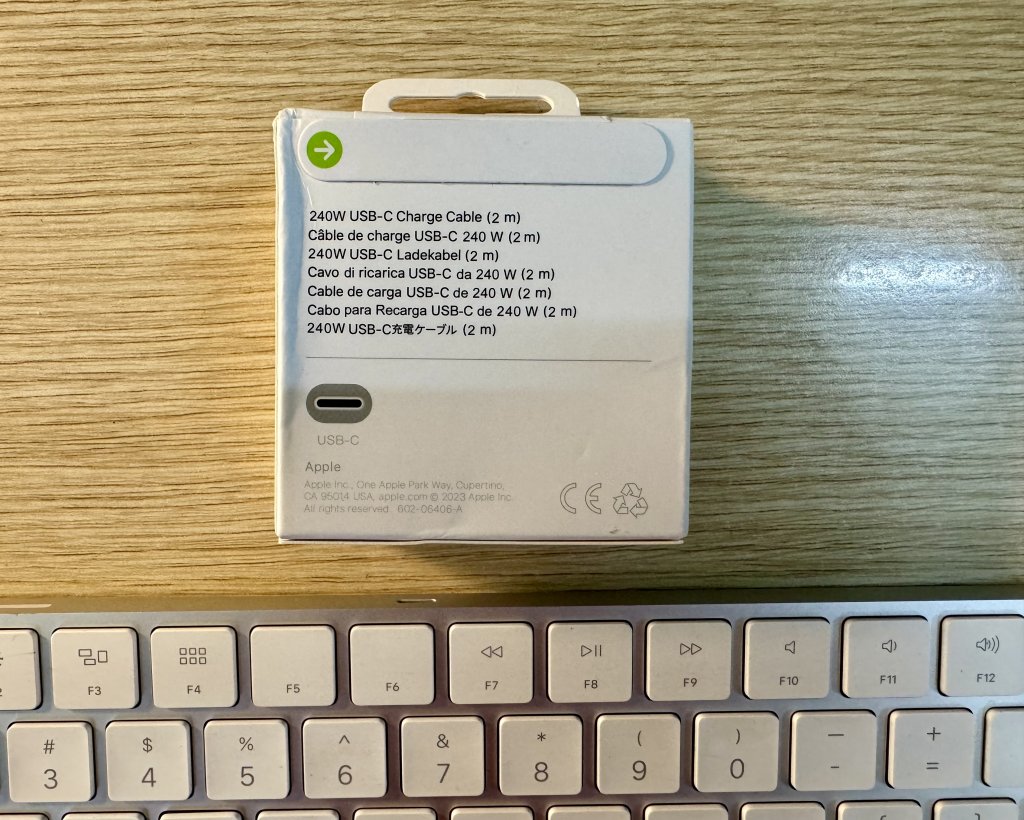 240W USB-C Charge Cable (2 m)
Câble de charge USB-C 240 W (2 m)
240W USB-C Ladekabel (2 m)
Cavo di ricarica USB-C da 240 W (2 m)
Cable de carga USB-C de 240 W (2 m)
Cabo para Recarga USB-C de 240 W (2 m)
240W USB-C充電ケーブル (2 m)
USB-C
Apple
Apple Inc., One Apple Park Way, Cupertino,
CA 95014 USA, apple.com © 2023 Apple Inc.
All rights reserved. 602-06406-A
CE
F3 F4 F5 F6 F7 F8 F9 F10 F11 F12
# $ % ^ & * ( ) — +
3 4 5 6 7 8 9 0 - =